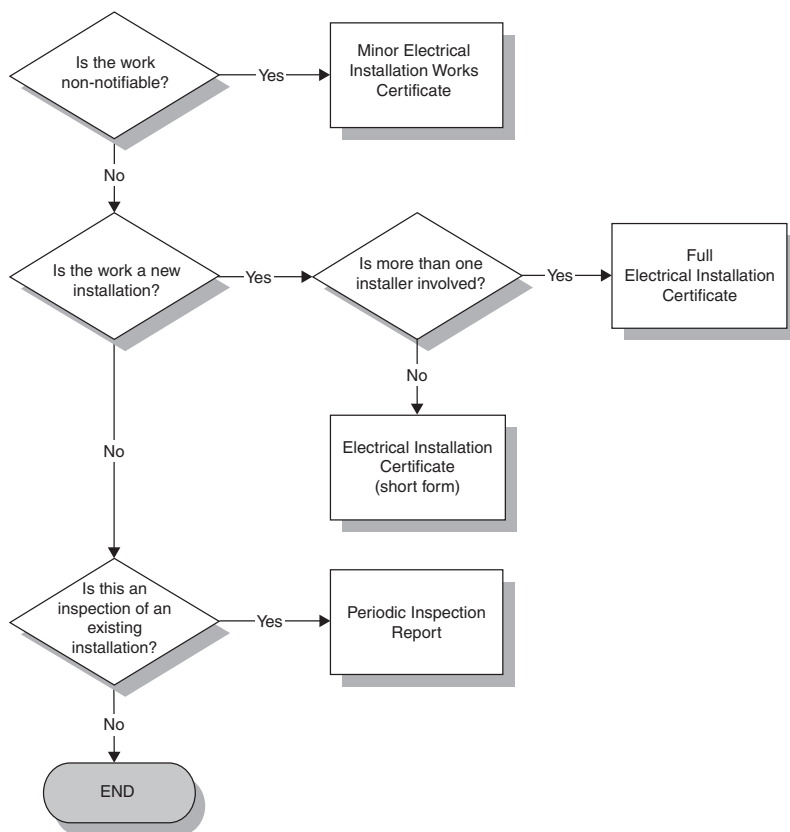 Is the work
non-notifiable?
Yes
Minor Electrical
Installation Works
Certificate
No
Is the work a new
installation?
Yes
Is more than one
installer involved?
Yes
Full
Electrical Installation
Certificate
No
Electrical Installation
Certificate
(short form)
No
Is this an
inspection of an
existing
installation?
Yes
Periodic Inspection
Report
No
END